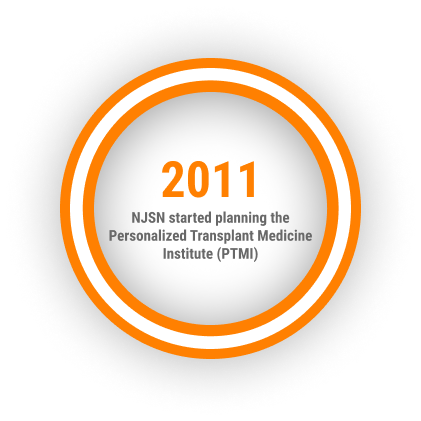 2011
NJSN started planning the
Personalized Transplant Medicine
Institute (PTMI)